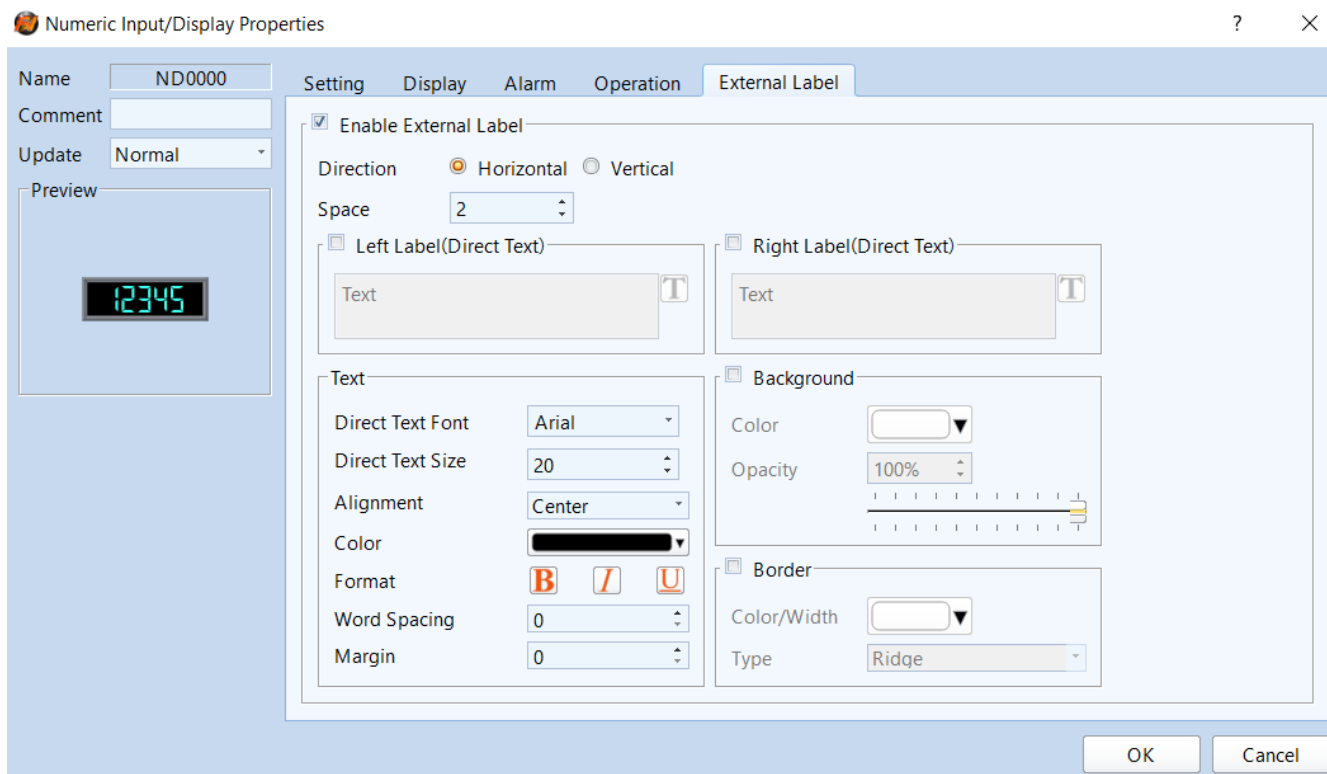 Numeric Input/Display Properties
?
Name ND0000
Comment
Update Normal
Preview
12345
Setting Display Alarm Operation External Label
Enable External Label
Direction Horizontal Vertical
Space 2
Left Label(Direct Text)
Text
T
Right Label(Direct Text)
Text
T
Text
Direct Text Font Arial
Direct Text Size 20
Alignment Center
Color
Format B I U
Word Spacing 0
Margin 0
Background
Color
Opacity 100%
Border
Color/Width
Type Ridge
OK Cancel